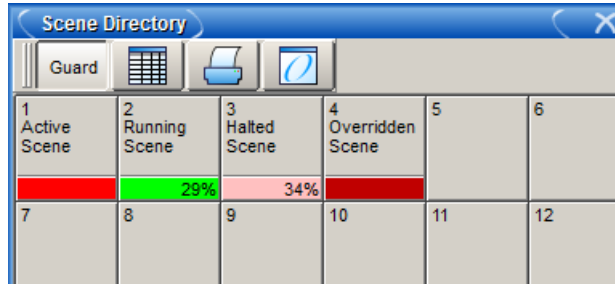 Scene Directory
Guard
1
Active
Scene
2
Running
Scene
29%
3
Halted
Scene
34%
4
Overridden
Scene
5
6
7
8
9
10
11
12